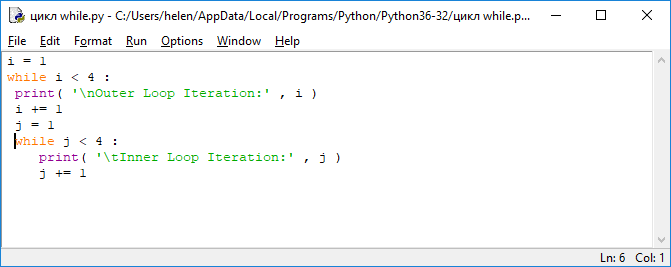 цикл while.py - C:/Users/helen/AppData/Local/Programs/Python/Python36-32/цикл while.p...
File Edit Format Run Options Window Help
i = 1
while i < 4 :
 print( '\nOuter Loop Iteration:' , i )
 i += 1
 j = 1
 while j < 4 :
    print( '\tInner Loop Iteration:' , j )
    j += 1
Ln: 6 Col: 1